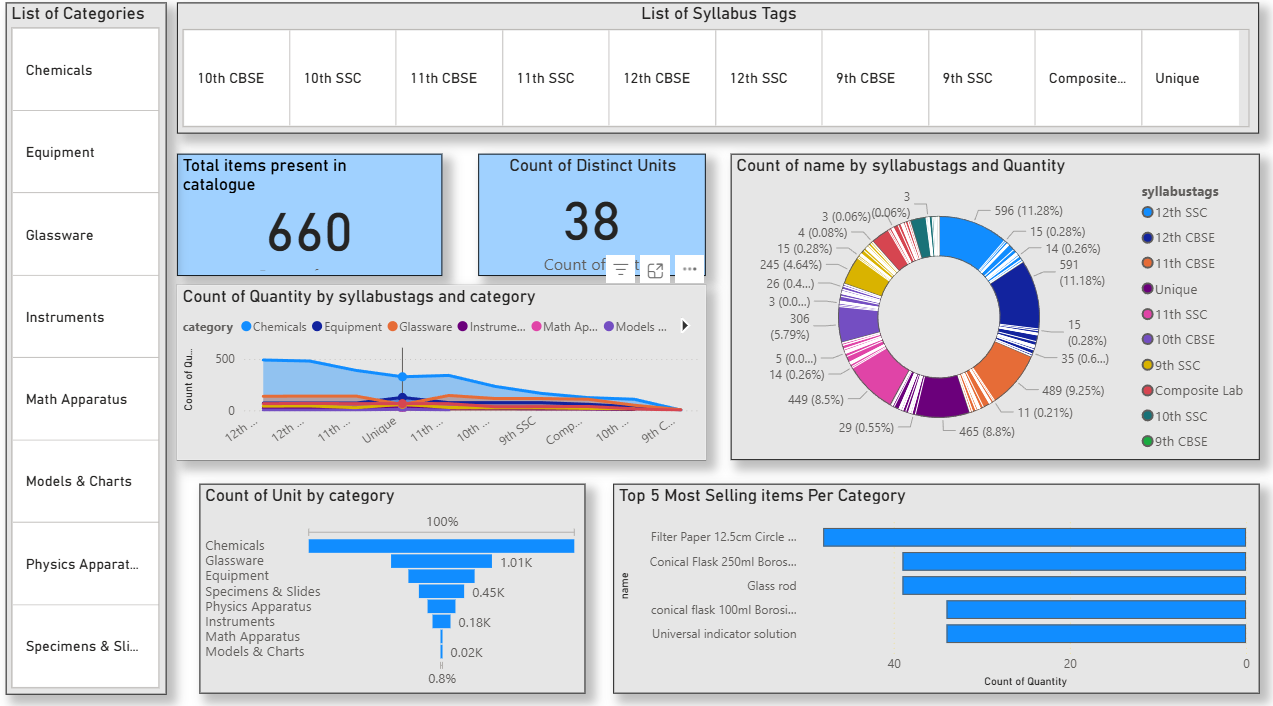 List of Categories
Chemicals
Equipment
Glassware
Instruments
Math Apparatus
Models & Charts
Physics Apparat...
Specimens & Sli...
List of Syllabus Tags
10th CBSE
10th SSC
11th CBSE
11th SSC
12th CBSE
12th SSC
9th CBSE
9th SSC
Composite...
Unique
Total items present in
catalogue
660
Count of Distinct Units
38
Count of
Count of name by syllabustags and Quantity
3
3 (0.06%)
(0.06%)
4 (0.08%)
15 (0.28%)
245 (4.64%)
26 (0.4...)
3 (0.0...)
306
(5.79%)
5 (0.0...)
14 (0.26%)
449 (8.5%)
29 (0.55%)
465 (8.8%)
11 (0.21%)
489 (9.25%)
35 (0.6...)
15
(0.28%)
591
(11.18%)
14 (0.26%)
15 (0.28%)
596 (11.28%)
syllabustags
12th SSC
12th CBSE
11th CBSE
Unique
11th SSC
10th CBSE
9th SSC
Composite Lab
10th SSC
9th CBSE
Count of Quantity by syllabustags and category
category Chemicals Equipment Glassware Instrume... Math Ap... Models ...
Count of Qu...
500
0
12th ...
12th ...
11th ...
Unique
11th ...
10th ...
9th SSC
Comp...
10th ...
9th C...
Count of Unit by category
100%
Chemicals
Glassware 1.01K
Equipment
Specimens & Slides 0.45K
Physics Apparatus
Instruments 0.18K
Math Apparatus
Models & Charts 0.02K
0.8%
Top 5 Most Selling items Per Category
name
Filter Paper 12.5cm Circle ...
Conical Flask 250ml Boros...
Glass rod
conical flask 100ml Borosi...
Universal indicator solution
40 20 0
Count of Quantity